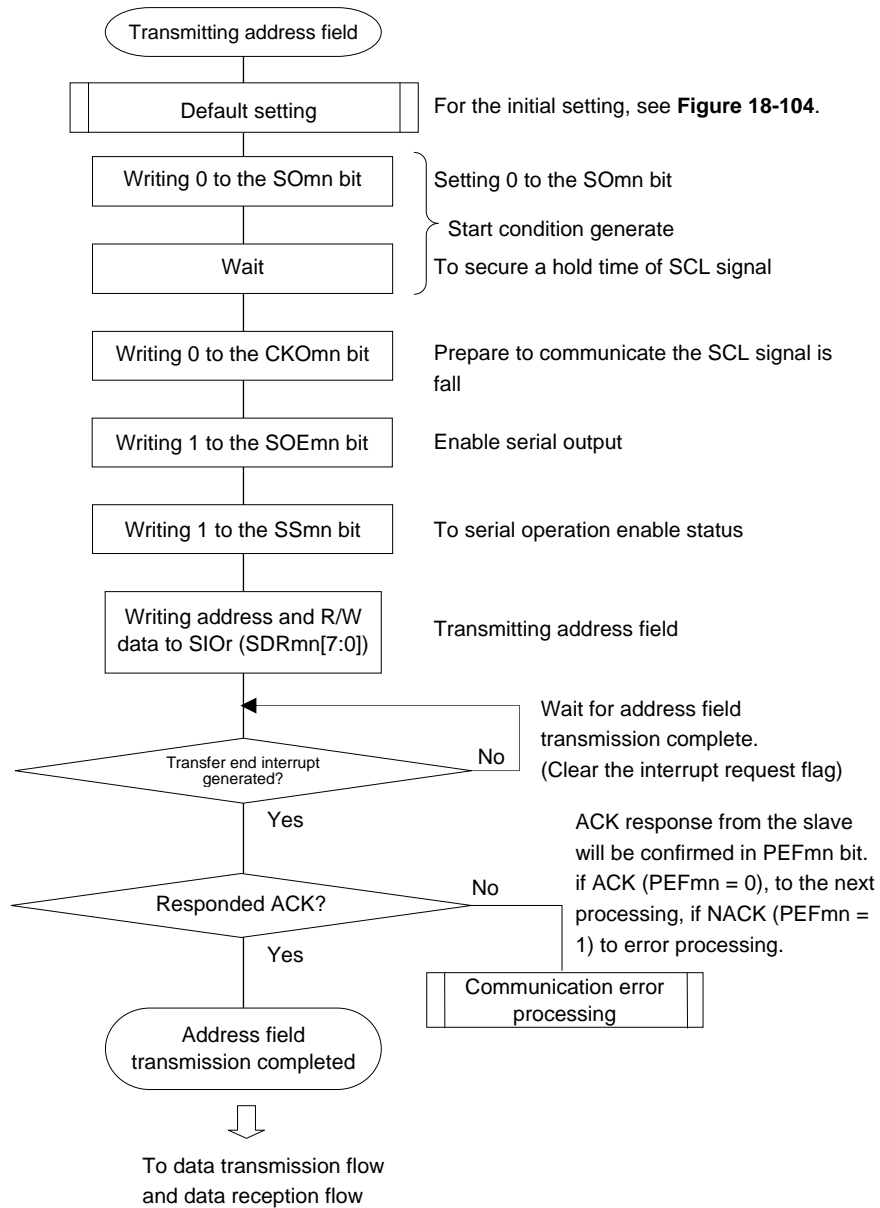 Transmitting address field
Default setting
For the initial setting, see Figure 18-104.
Writing 0 to the SOmn bit
Setting 0 to the SOmn bit
Start condition generate
Wait
To secure a hold time of SCL signal
Writing 0 to the CKOmn bit
Prepare to communicate the SCL signal is
fall
Writing 1 to the SOEmn bit
Enable serial output
Writing 1 to the SSmn bit
To serial operation enable status
Writing address and R/W
data to SIOr (SDRmn[7:0])
Transmitting address field
Wait for address field
transmission complete.
(Clear the interrupt request flag)
Transfer end interrupt
generated?
No
Yes
ACK response from the slave
will be confirmed in PEFmn bit.
if ACK (PEFmn = 0), to the next
processing, if NACK (PEFmn =
1) to error processing.
Responded ACK?
No
Yes
Communication error
processing
Address field
transmission completed
To data transmission flow
and data reception flow